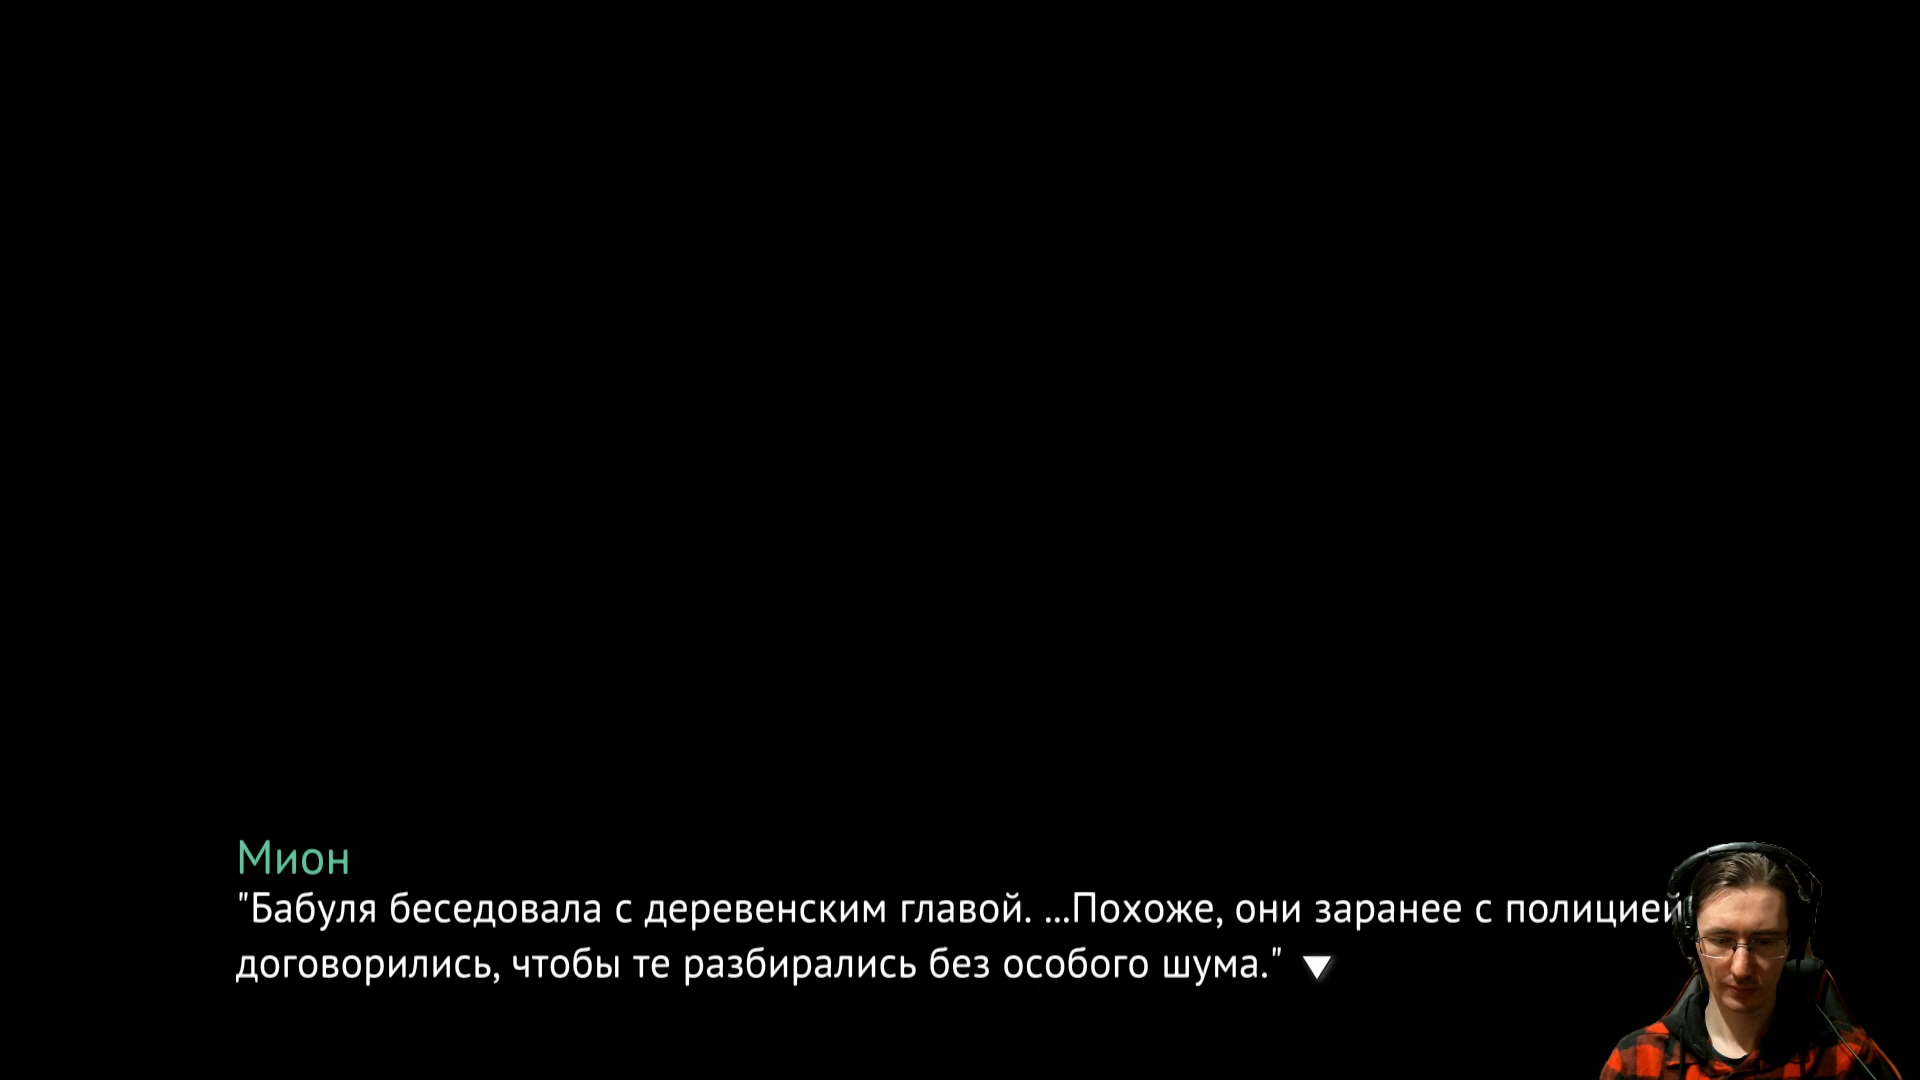 Мион
"Бабуля беседовала с деревенским главой. ...Похоже, они заранее с полицией
договорились, чтобы те разбирались без особого шума."